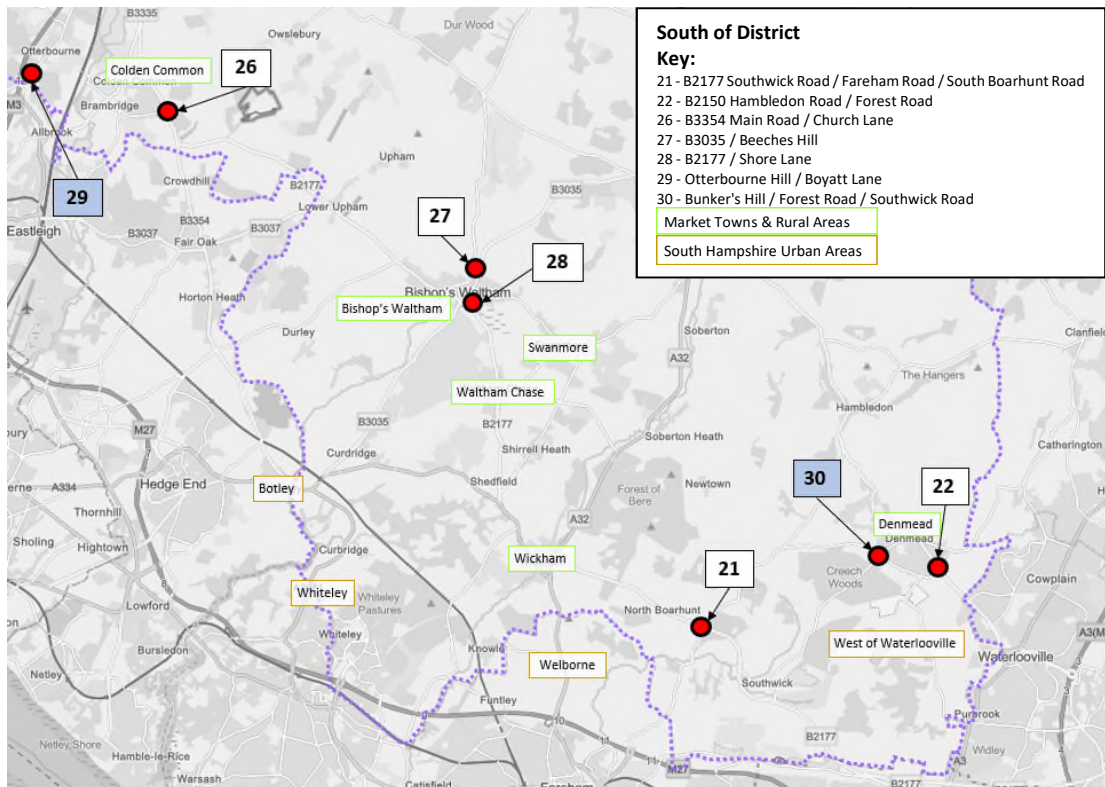 South of District
Key:
21 - B2177 Southwick Road / Fareham Road / South Boarhunt Road
22 - B2150 Hambledon Road / Forest Road
26 - B3354 Main Road / Church Lane
27 - B3035 / Beeches Hill
28 - B2177 / Shore Lane
29 - Otterbourne Hill / Boyatt Lane
30 - Bunker's Hill / Forest Road / Southwick Road
Market Towns & Rural Areas
South Hampshire Urban Areas
B3335
Owslebury
Dur Wood
Otterbourne
Colden Common
26
Colden Common
M3
Brambridge
Allbrook
Upham
29
Crowdhill
B2177
B3035
Lower Upham
Eastleigh
B3354
B3037
B3037
Fair Oak
27
28
Horton Heath
Bishop's Waltham
Bishop's Waltham
Durley
Soberton
Clanfield
Swanmore
A32
The Hangers
Waltham Chase
Hambledon
B3035
B2177
M27
Soberton Heath
Catherington
Curdridge
Shirrell Heath
30
22
A334
Hedge End
Botley
Shedfield
Forest of
Bere
Newtown
Thornhill
A32
Denmead
Denmead
Sholing
Hightown
Curbridge
Wickham
21
Creech
Woods
Cowplain
Whiteley
Whiteley
Pastures
Lowford
North Boarhunt
A3(M
Whiteley
West of Waterlooville
Bursledon
Knowle
Welborne
Waterlooville
Netley
Southwick
Funtley
Purbrook
10
Netley Shore
Hamble-le-Rice
11
B2177
Widley
M27
A3
Warsash
Catisfield
Fareham
B2177